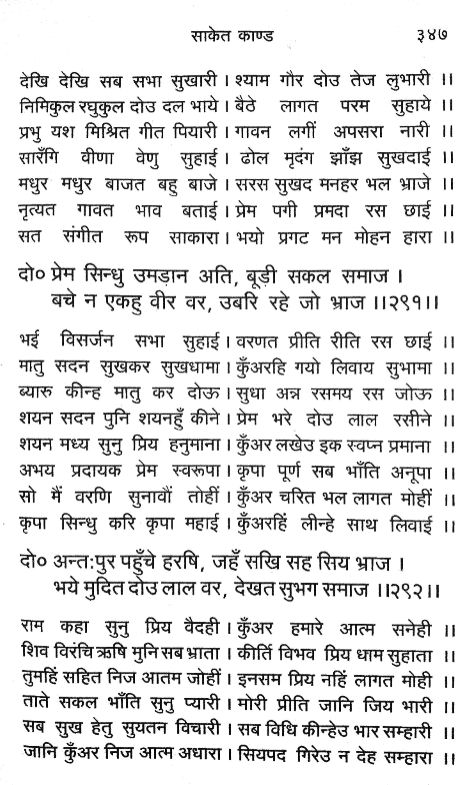 साकेत काण्ड ३४७
देखि देखि सब सभा सुखारी । श्याम गौर दोउ तेज लुभारी ।।
निमिकुल रघुकुल दोउ दल भाये । बैठे लागत परम सुहाये ।।
प्रभु यश मिश्रित गीत पियारी । गावन लगीं अपसरा नारी ।।
सारँगि वीणा वेणु सुहाई । ढोल मृदंग झाँझ सुखदाई ।।
मधुर मधुर बाजत बहु बाजे । सरस सुखद मनहर भल भ्राजे ।।
नृत्यत गावत भाव बताई । प्रेम पगी प्रमदा रस छाई ।।
सत संगीत रूप साकारा । भयो प्रगट मन मोहन हारा ।।
दो० प्रेम सिन्धु उमड़ान अति, बूड़ी सकल समाज ।
बचे न एकहु वीर वर, उबरि रहे जो भ्राज ।।२९१।।
भई विसर्जन सभा सुहाई । वरणत प्रीति रीति रस छाई ।।
मातु सदन सुखकर सुखधामा । कुँअरहि गयो लिवाय सुभामा ।।
ब्यारु कीन्ह मातु कर दोऊ । सुधा अन्न रसमय रस जोऊ ।।
शयन सदन पुनि शयनहुँ कीने । प्रेम भरे दोउ लाल रसीने ।।
शयन मध्य सुनु प्रिय हनुमाना । कुँअर लखेउ इक स्वप्न प्रमाना ।।
अभय प्रदायक प्रेम स्वरूपा । कृपा पूर्ण सब भाँति अनूपा ।।
सो मैं वरणि सुनावौं तोहीं । कुँअर चरित भल लागत मोहीं ।।
कृपा सिन्धु करि कृपा महाई । कुँअरहिं लीन्हे साथ लिवाई ।।
दो० अन्तःपुर पहुँचे हरषि, जहँ सखि सह सिय भ्राज ।
भये मुदित दोउ लाल वर, देखत सुभग समाज ।।२९२।।
राम कहा सुनु प्रिय वैदही । कुँअर हमारे आत्म सनेही ।।
शिव विरंचि ऋषि मुनि सब भ्राता । कीर्ति विभव प्रिय धाम सुहाता ।।
तुमहिं सहित निज आतम जोहीं । इनसम प्रिय नहिं लागत मोही ।।
ताते सकल भाँति सुनु प्यारी । मोरी प्रीति जानि जिय भारी ।।
सब सुख हेतु सुयतन विचारी । सब विधि कीन्हेउ भार सम्हारी ।।
जानि कुँअर निज आत्म अधारा । सियपद गिरेउ न देह सम्हारा ।।